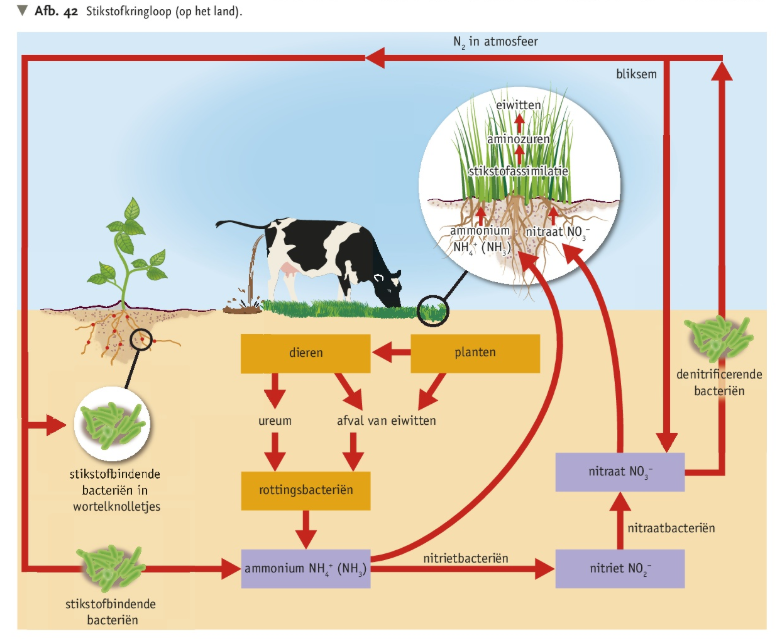 ▼ Afb. 42 Stikstofkringloop (op het land).
N₂ in atmosfeer
bliksem
eiwitten
aminozuren
stikstofassimilatie
ammonium
NH₄⁺ (NH₃)
nitraat NO₃⁻
dieren
planten
denitrificerende
bacteriën
ureum
afval van eiwitten
stikstofbindende
bacteriën in
wortelknolletjes
rottingsbacteriën
nitraat NO₃⁻
nitraatbacteriën
ammonium NH₄⁺ (NH₃)
nitrietbacteriën
nitriet NO₂⁻
stikstofbindende
bacteriën